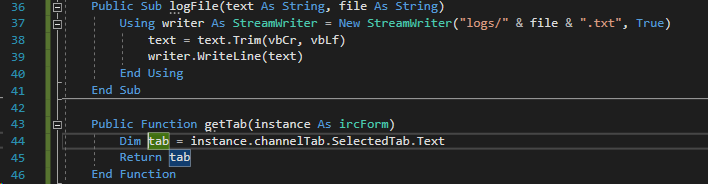 36 Public Sub logFile(text As String, file As String)
37 Using writer As StreamWriter = New StreamWriter("logs/" & file & ".txt", True)
38 text = text.Trim(vbCr, vbLf)
39 writer.WriteLine(text)
40 End Using
41 End Sub
42
43 Public Function getTab(instance As ircForm)
44 Dim tab = instance.channelTab.SelectedTab.Text
45 Return tab
46 End Function